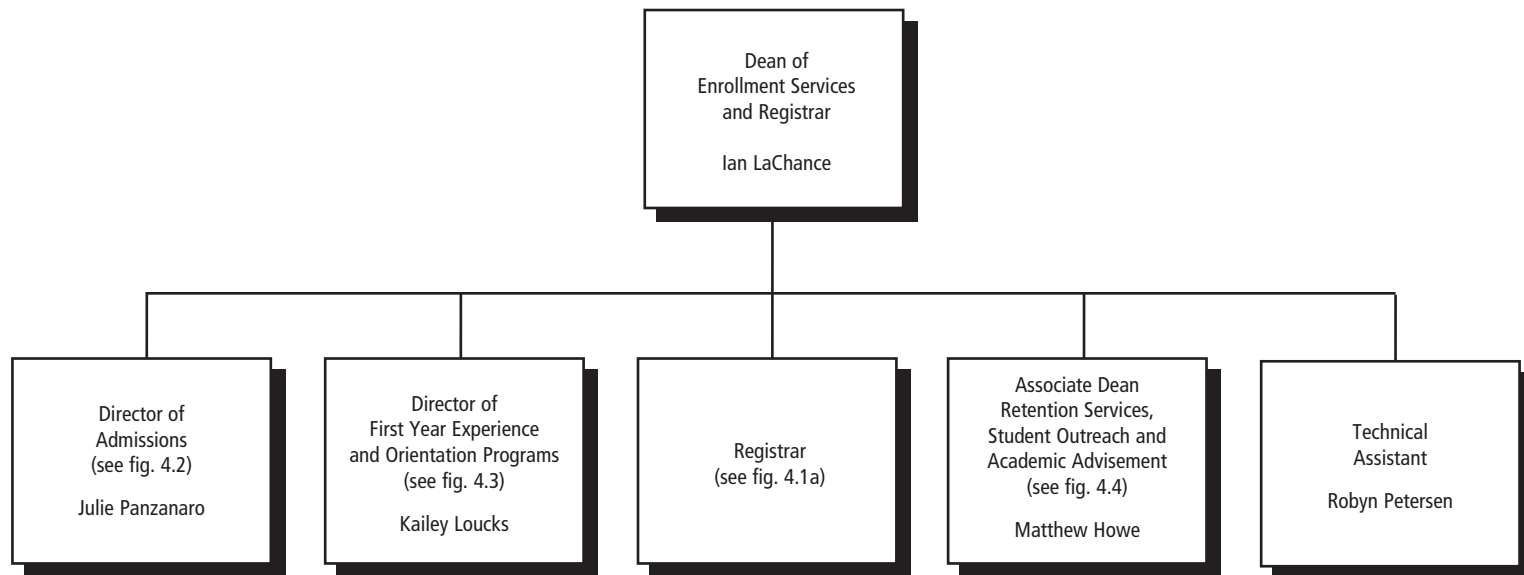 Dean of
Enrollment Services
and Registrar
Ian LaChance
Director of
Admissions
(see fig. 4.2)
Julie Panzanaro
Director of
First Year Experience
and Orientation Programs
(see fig. 4.3)
Kailey Loucks
Registrar
(see fig. 4.1a)
Associate Dean
Retention Services,
Student Outreach and
Academic Advisement
(see fig. 4.4)
Matthew Howe
Technical
Assistant
Robyn Petersen